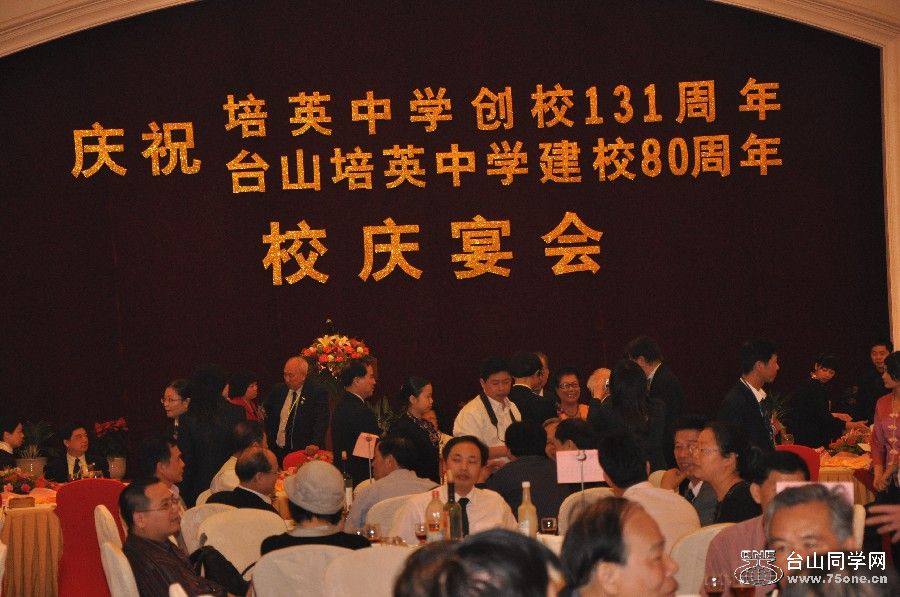 庆祝
培英中学创校131周年
台山培英中学建校80周年
校庆宴会
台山同学网
www.75one.cn